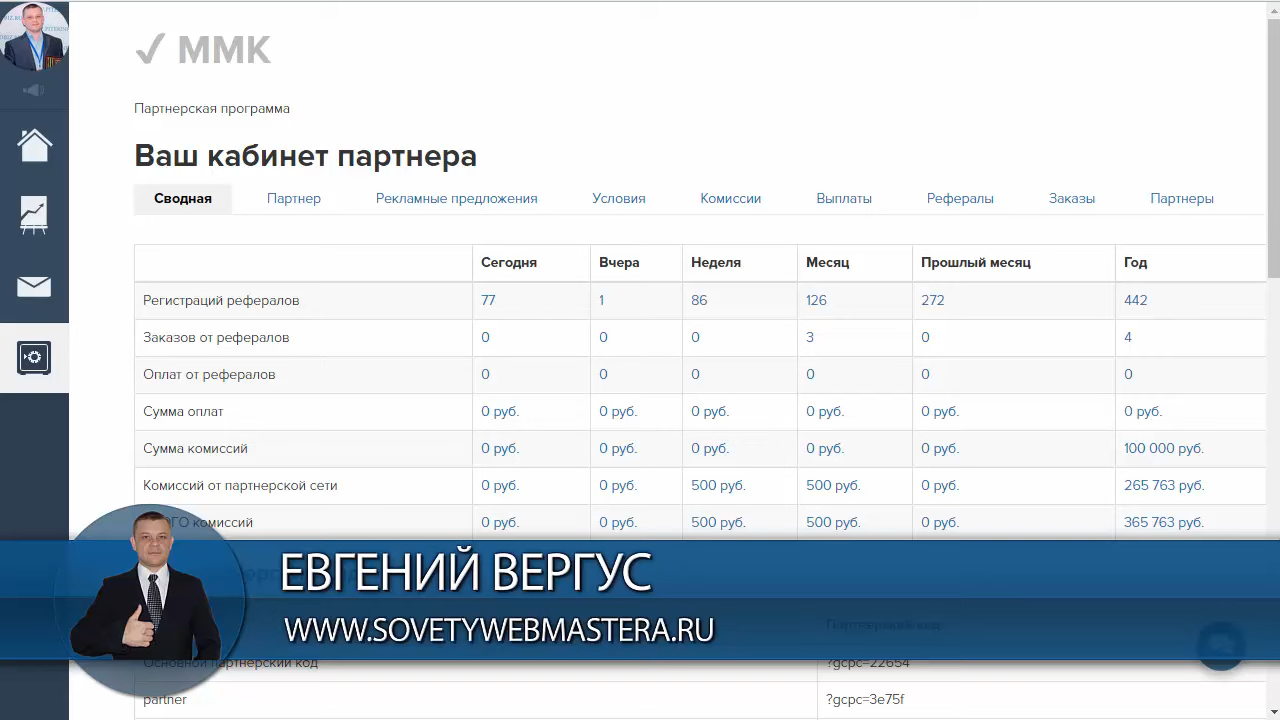 ✓ ММК
Партнерская программа
Ваш кабинет партнера
Сводная Партнер Рекламные предложения Условия Комиссии Выплаты Рефералы Заказы Партнеры
Сегодня Вчера Неделя Месяц Прошлый месяц Год
Регистраций рефералов 77 1 86 126 272 442
Заказов от рефералов 0 0 0 3 0 4
Оплат от рефералов 0 0 0 0 0 0
Сумма оплат 0 руб. 0 руб. 0 руб. 0 руб. 0 руб. 0 руб.
Сумма комиссий 0 руб. 0 руб. 0 руб. 0 руб. 0 руб. 100 000 руб.
Комиссий от партнерской сети 0 руб. 0 руб. 500 руб. 500 руб. 0 руб. 265 763 руб.
комиссий 0 руб. 0 руб. 500 руб. 500 руб. 0 руб. 365 763 руб.
ЕВГЕНИЙ ВЕРГУС
WWW.SOVETYWEBMASTERA.RU
Партнерский код
Основной партнерский код ?gcpc=22654
partner ?gcpc=3e75f